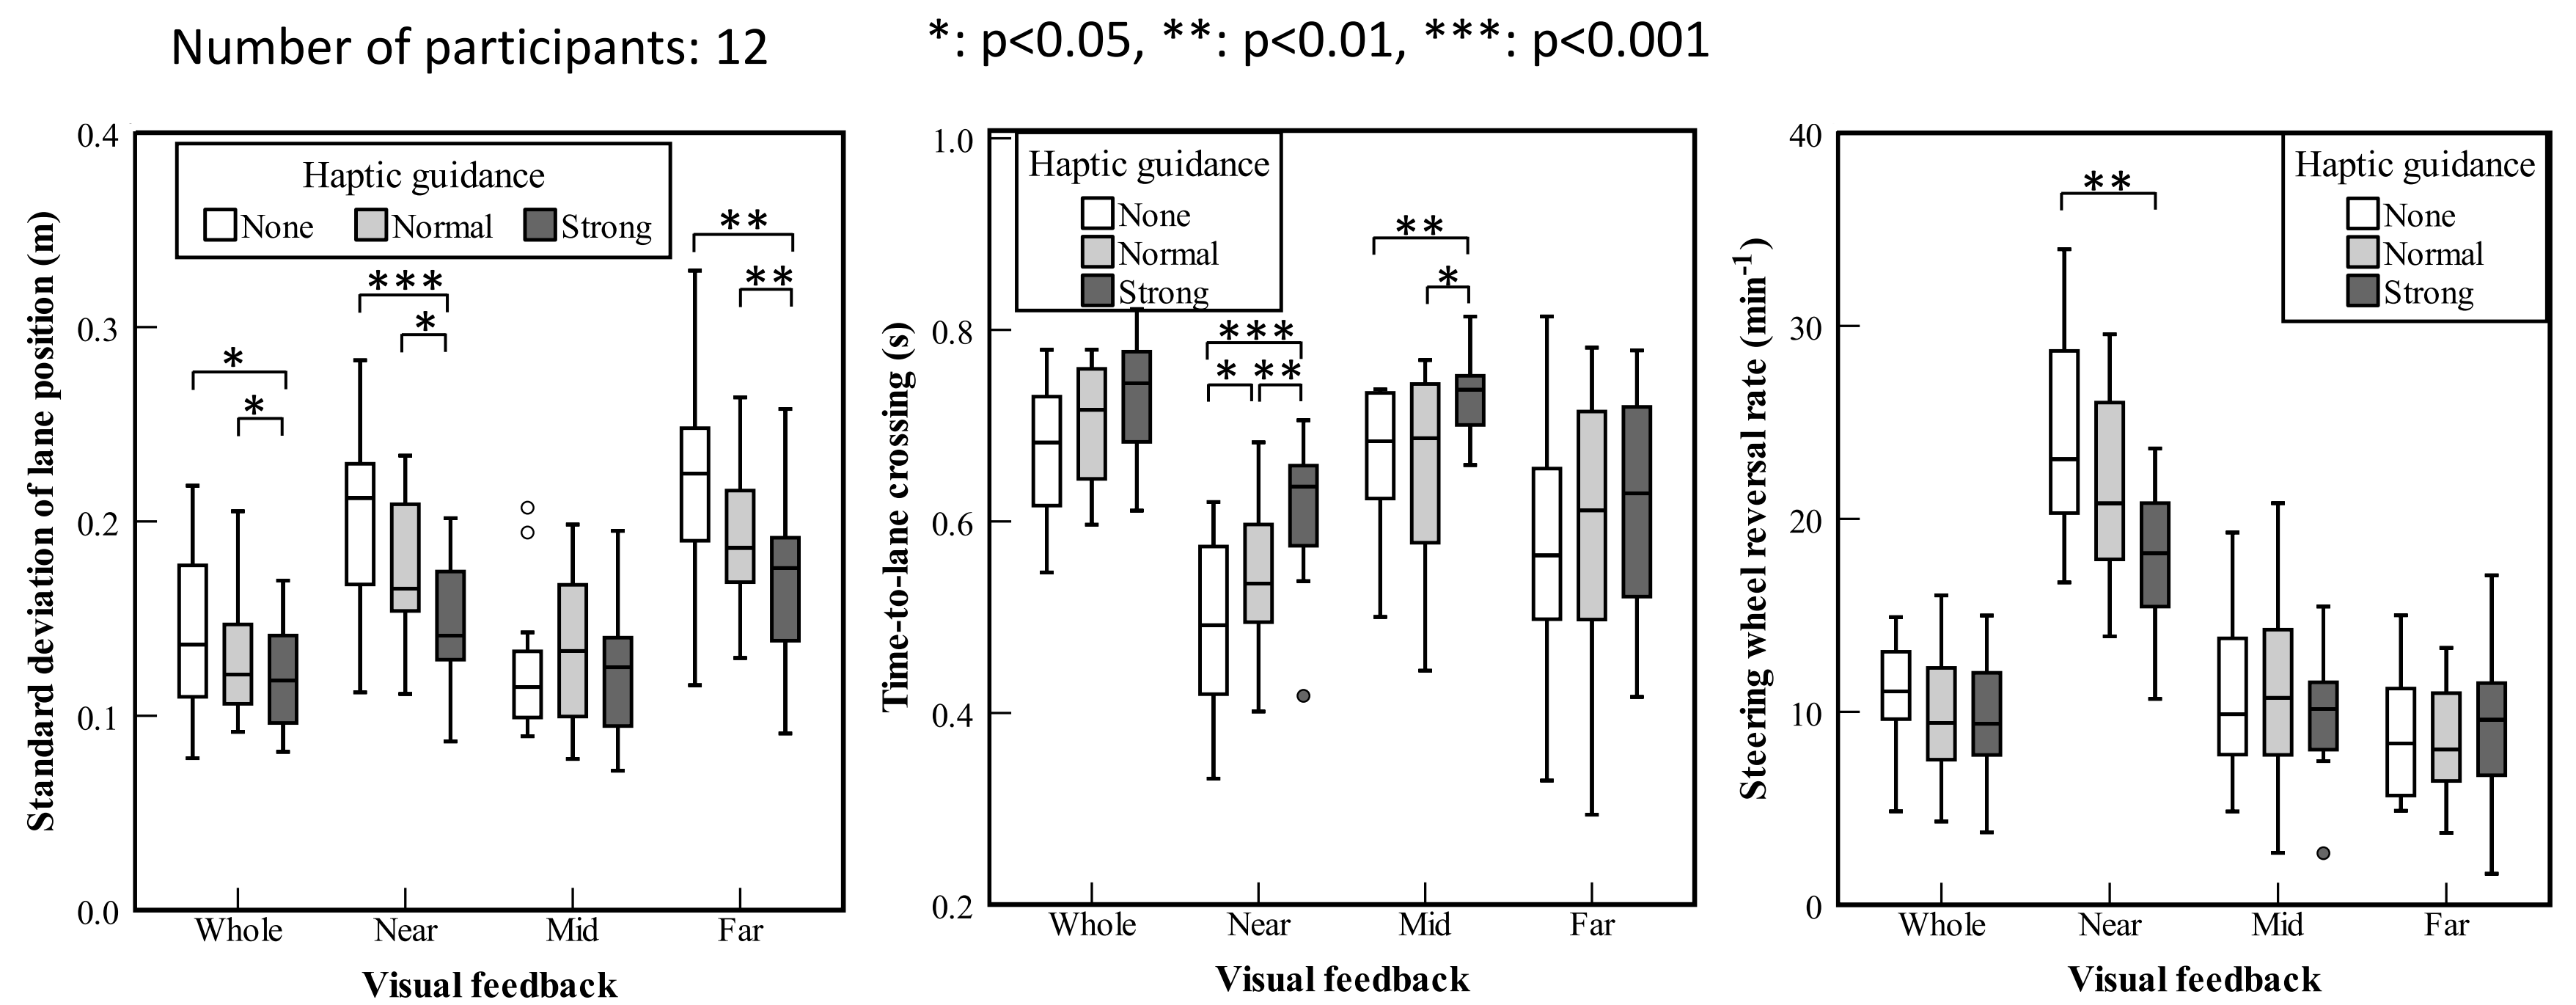 Number of participants: 12
*: p<0.05, **: p<0.01, ***: p<0.001
Standard deviation of lane position (m)
0.4
0.3
0.2
0.1
0.0
Haptic guidance
None Normal Strong
*
*
***
*
**
**
Whole Near Mid Far
Visual feedback
Time-to-lane crossing (s)
1.0
0.8
0.6
0.4
0.2
Haptic guidance
None
Normal
Strong
***
* **
**
*
Whole Near Mid Far
Visual feedback
Steering wheel reversal rate (min-1)
40
30
20
10
0
Haptic guidance
None
Normal
Strong
**
Whole Near Mid Far
Visual feedback